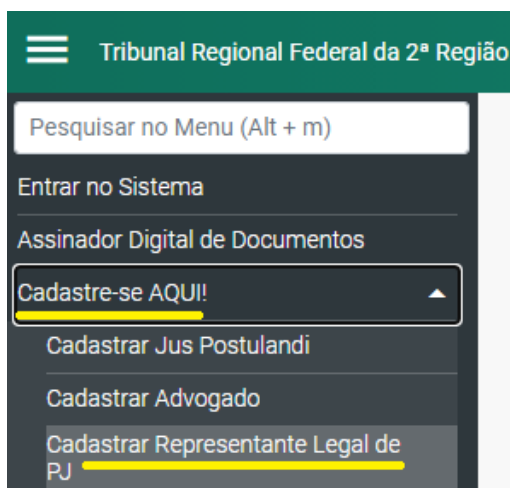 Tribunal Regional Federal da 2ª Região
Pesquisar no Menu (Alt + m)
Entrar no Sistema
Assinador Digital de Documentos
Cadastre-se AQUI!
Cadastrar Jus Postulandi
Cadastrar Advogado
Cadastrar Representante Legal de
PJ